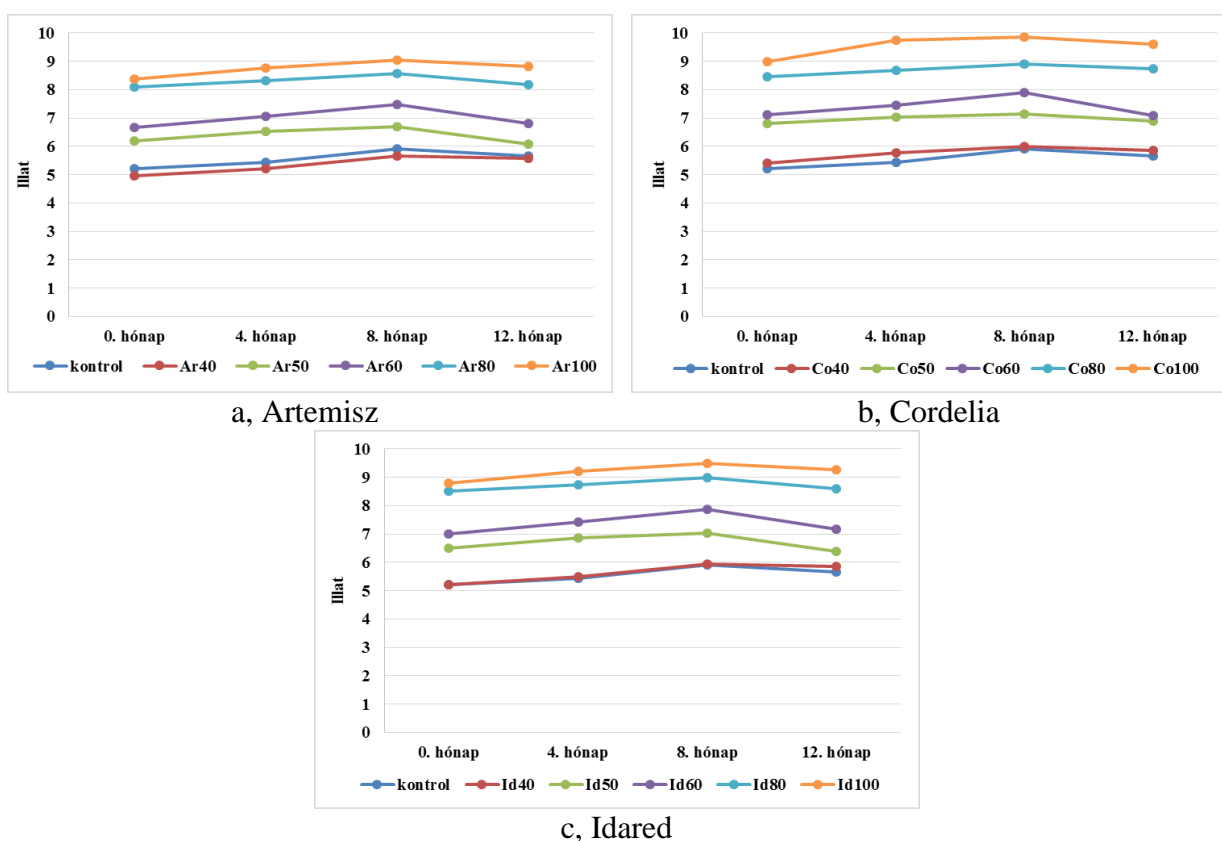 10
9
8
7
6
5
4
3
2
1
0
Illat
0. hónap 4. hónap 8. hónap 12. hónap
kontrol Ar40 Ar50 Ar60 Ar80 Ar100
a, Artemisz
10
9
8
7
6
5
4
3
2
1
0
Illat
0. hónap 4. hónap 8. hónap 12. hónap
kontrol Co40 Co50 Co60 Co80 Co100
b, Cordelia
10
9
8
7
6
5
4
3
2
1
0
Illat
0. hónap 4. hónap 8. hónap 12. hónap
kontrol Id40 Id50 Id60 Id80 Id100
c, Idared